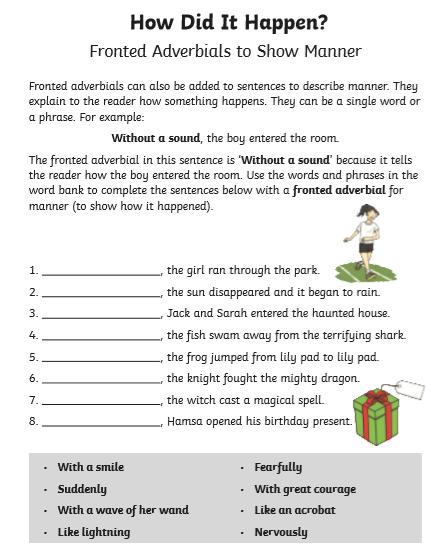 How Did It Happen?
Fronted Adverbials to Show Manner
Fronted adverbials can also be added to sentences to describe manner. They
explain to the reader how something happens. They can be a single word or
a phrase. For example:
Without a sound, the boy entered the room.
The fronted adverbial in this sentence is ‘Without a sound’ because it tells
the reader how the boy entered the room. Use the words and phrases in the
word bank to complete the sentences below with a fronted adverbial for
manner (to show how it happened).
1. ____________________, the girl ran through the park.
2. ____________________, the sun disappeared and it began to rain.
3. ____________________, Jack and Sarah entered the haunted house.
4. ____________________, the fish swam away from the terrifying shark.
5. ____________________, the frog jumped from lily pad to lily pad.
6. ____________________, the knight fought the mighty dragon.
7. ____________________, the witch cast a magical spell.
8. ____________________, Hamsa opened his birthday present.
• With a smile
• Suddenly
• With a wave of her wand
• Like lightning
• Fearfully
• With great courage
• Like an acrobat
• Nervously